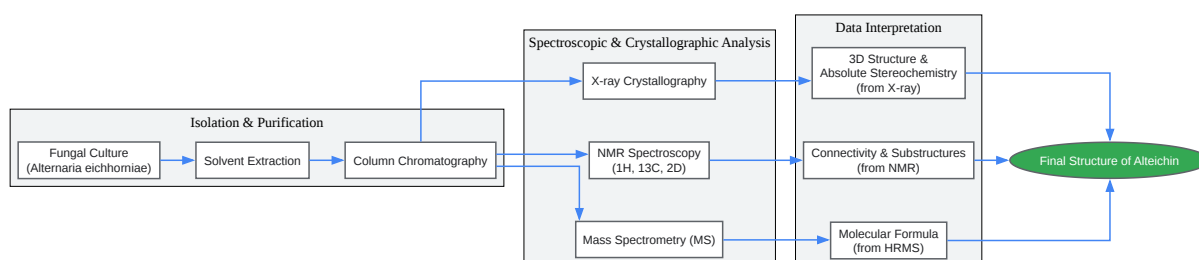 Isolation & Purification
Fungal Culture
(Alternaria eichhorniae)
Solvent Extraction
Column Chromatography
Spectroscopic & Crystallographic Analysis
X-ray Crystallography
NMR Spectroscopy
(1H, 13C, 2D)
Mass Spectrometry (MS)
Data Interpretation
3D Structure &
Absolute Stereochemistry
(from X-ray)
Connectivity & Substructures
(from NMR)
Molecular Formula
(from HRMS)
Final Structure of Alteichin